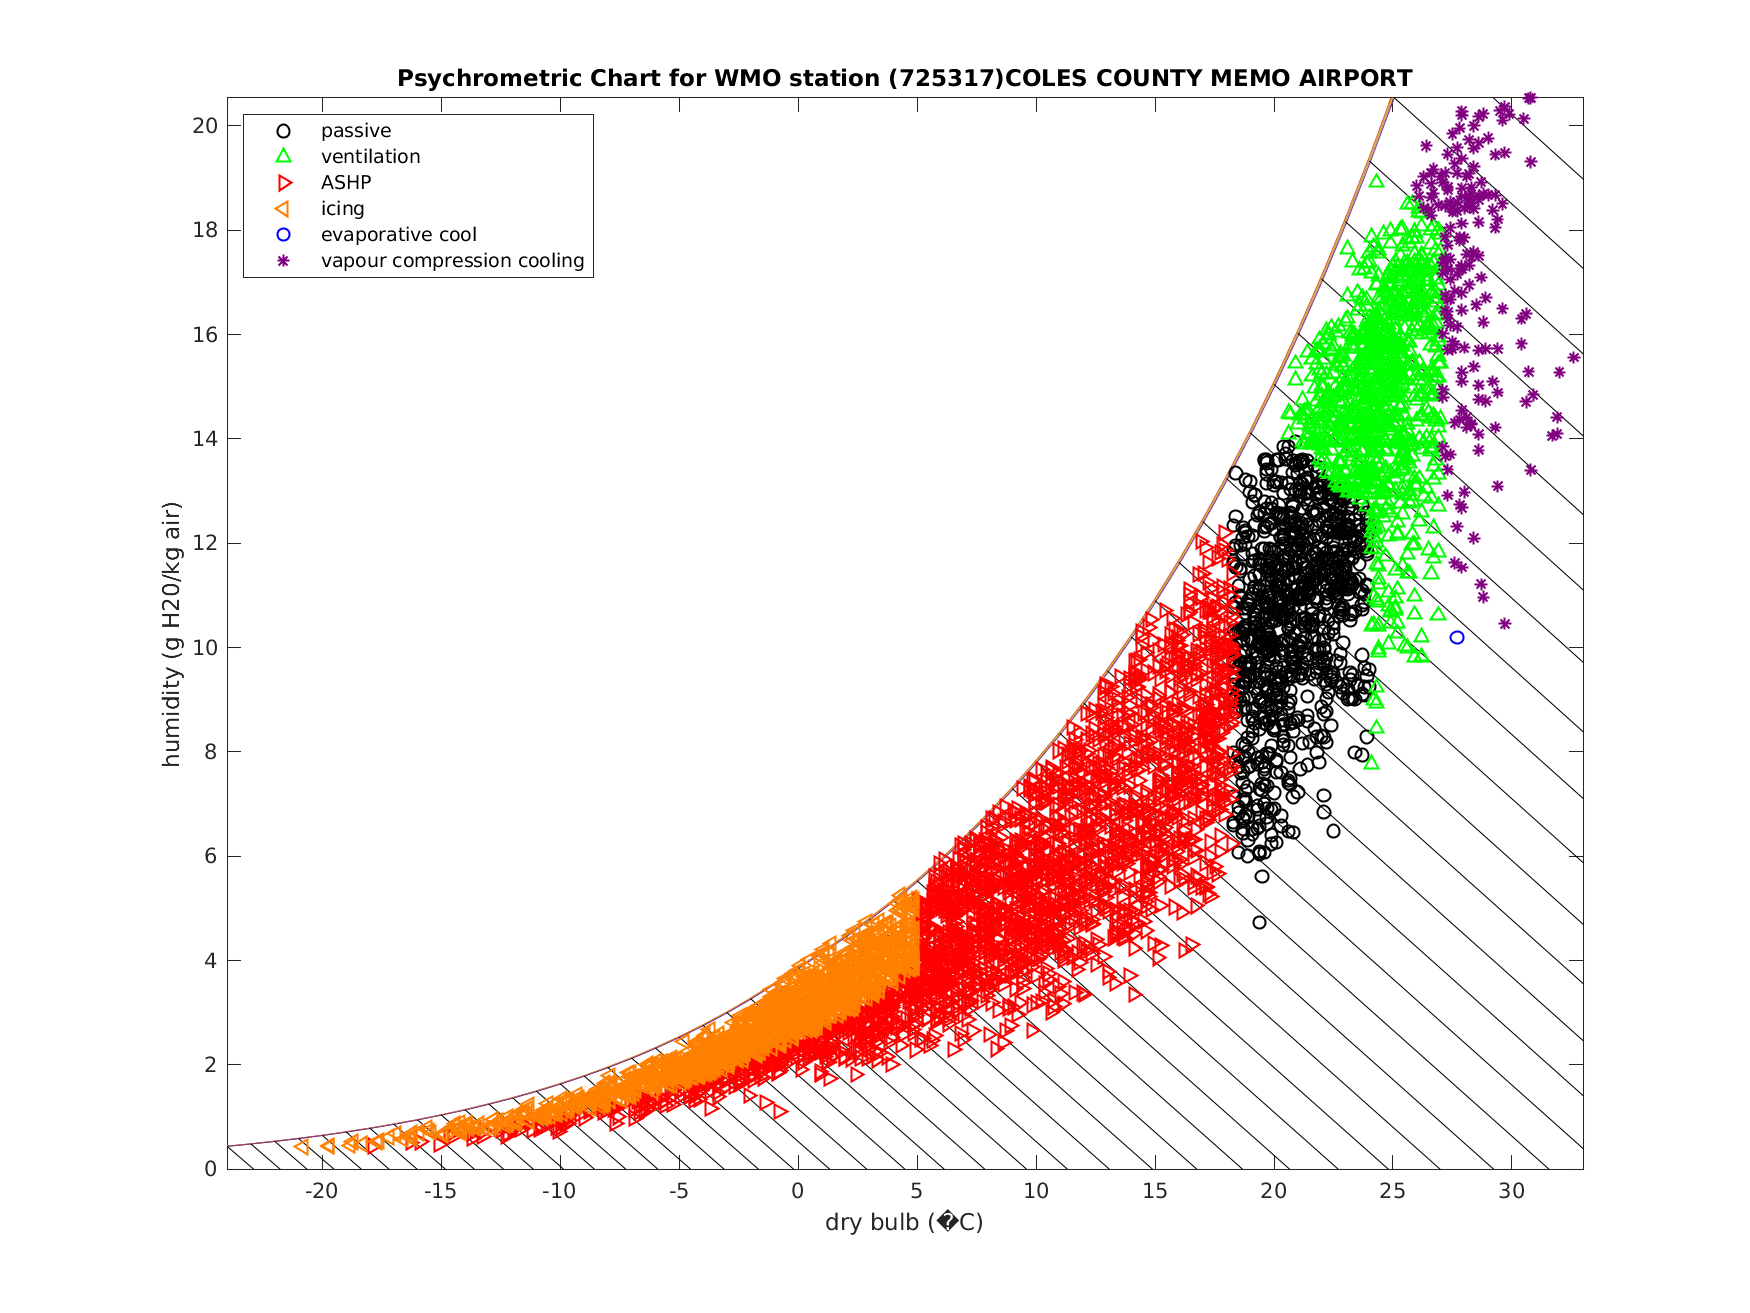 Psychrometric Chart for WMO station (725317)COLES COUNTY MEMO AIRPORT
passive
ventilation
ASHP
icing
evaporative cool
vapour compression cooling
20
18
16
14
12
10
8
6
4
2
0
humidity (g H20/kg air)
-20 -15 -10 -5 0 5 10 15 20 25 30
dry bulb (�C)